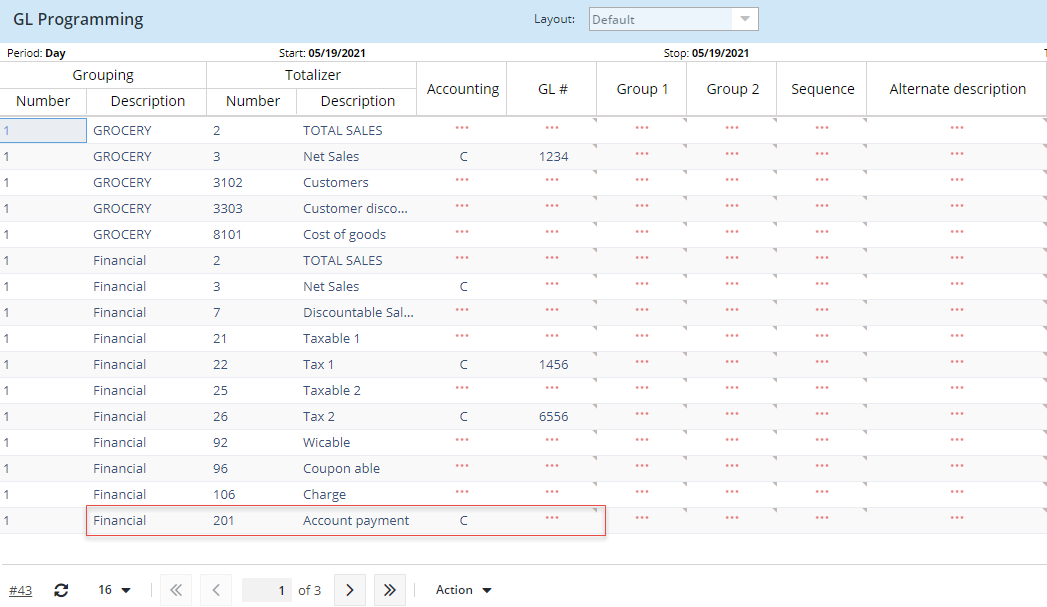 GL Programming Layout: Default
Period: Day Start: 05/19/2021 Stop: 05/19/2021
Grouping Totalizer Accounting GL # Group 1 Group 2 Sequence Alternate description
Number Description Number Description
1 GROCERY 2 TOTAL SALES *** *** *** *** *** ***
1 GROCERY 3 Net Sales C 1234 *** *** *** ***
1 GROCERY 3102 Customers *** *** *** *** *** ***
1 GROCERY 3303 Customer disco... *** *** *** *** *** ***
1 GROCERY 8101 Cost of goods *** *** *** *** *** ***
1 Financial 2 TOTAL SALES *** *** *** *** *** ***
1 Financial 3 Net Sales C *** *** *** *** ***
1 Financial 7 Discountable Sal... *** *** *** *** *** ***
1 Financial 21 Taxable 1 *** *** *** *** *** ***
1 Financial 22 Tax 1 C 1456 *** *** *** ***
1 Financial 25 Taxable 2 *** *** *** *** *** ***
1 Financial 26 Tax 2 C 6556 *** *** *** ***
1 Financial 92 Wicable *** *** *** *** *** ***
1 Financial 96 Coupon able *** *** *** *** *** ***
1 Financial 106 Charge *** *** *** *** *** ***
1 Financial 201 Account payment C *** *** *** *** ***
#43 16 1 of 3 Action